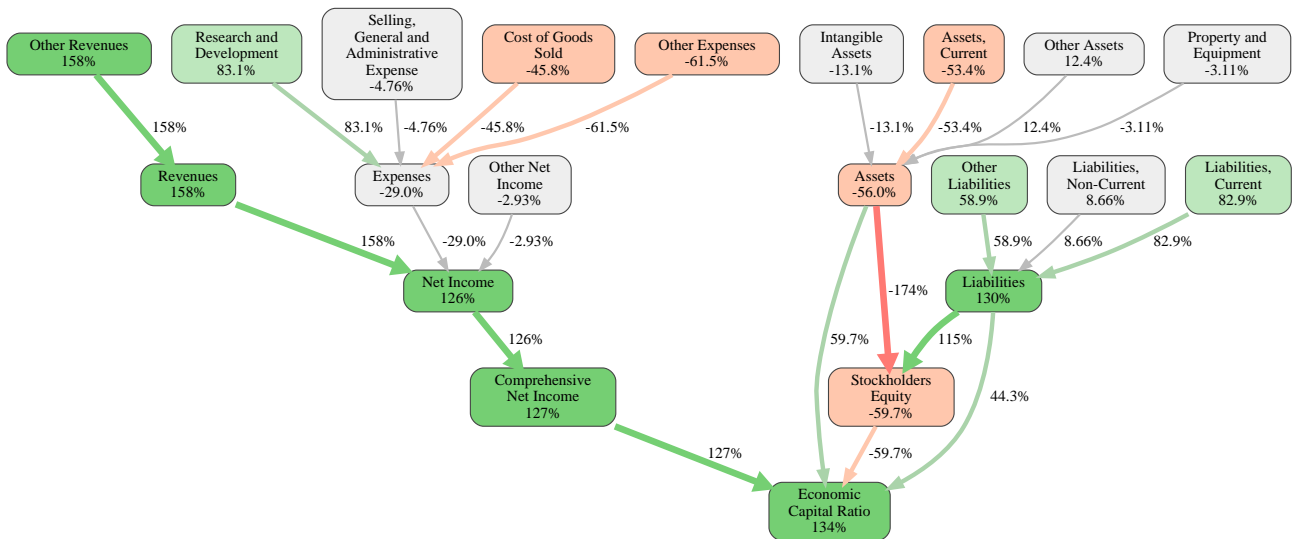 Other Revenues
158%
Research and
Development
83.1%
Selling,
General and
Administrative
Expense
-4.76%
Cost of Goods
Sold
-45.8%
Other Expenses
-61.5%
Intangible
Assets
-13.1%
Assets,
Current
-53.4%
Other Assets
12.4%
Property and
Equipment
-3.11%
158%
83.1%
-4.76%
-45.8%
-61.5%
-13.1%
-53.4%
12.4%
-3.11%
Revenues
158%
Expenses
-29.0%
Other Net
Income
-2.93%
Assets
-56.0%
Other
Liabilities
58.9%
Liabilities,
Non-Current
8.66%
Liabilities,
Current
82.9%
158%
-29.0%
-2.93%
58.9%
8.66%
82.9%
Net Income
126%
-174%
Liabilities
130%
126%
59.7%
115%
44.3%
Comprehensive
Net Income
127%
Stockholders
Equity
-59.7%
127%
-59.7%
Economic
Capital Ratio
134%